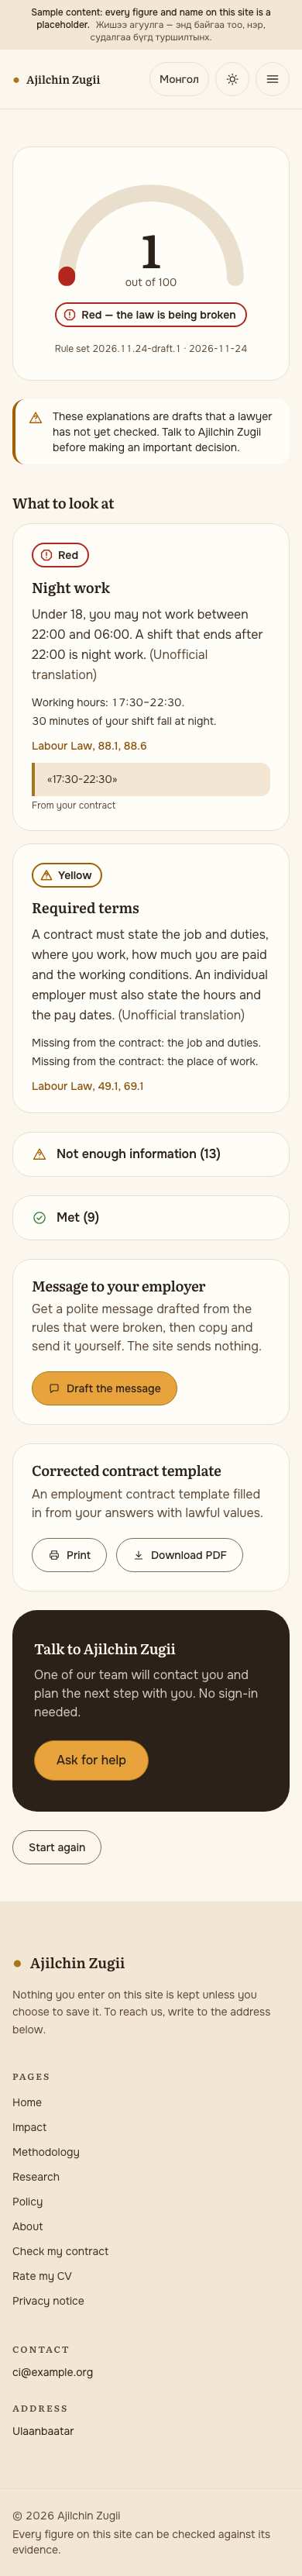 Sample content: every figure and name on this site is a
placeholder. Жишээ агуулга — энд байгаа тоо, нэр,
судалгаа бүгд туршилтынх.
Ajilchin Zugii
Монгол
1
out of 100
Red — the law is being broken
Rule set 2026.11.24-draft.1 · 2026-11-24
These explanations are drafts that a lawyer
has not yet checked. Talk to Ajilchin Zugii
before making an important decision.
What to look at
Red
Night work
Under 18, you may not work between
22:00 and 06:00. A shift that ends after
22:00 is night work. (Unofficial
translation)
Working hours: 17:30–22:30.
30 minutes of your shift fall at night.
Labour Law, 88.1, 88.6
«17:30-22:30»
From your contract
Yellow
Required terms
A contract must state the job and duties,
where you work, how much you are paid
and the working conditions. An individual
employer must also state the hours and
the pay dates. (Unofficial translation)
Missing from the contract: the job and duties.
Missing from the contract: the place of work.
Labour Law, 49.1, 69.1
Not enough information (13)
Met (9)
Message to your employer
Get a polite message drafted from the
rules that were broken, then copy and
send it yourself. The site sends nothing.
Draft the message
Corrected contract template
An employment contract template filled
in from your answers with lawful values.
Print
Download PDF
Talk to Ajilchin Zugii
One of our team will contact you and
plan the next step with you. No sign-in
needed.
Ask for help
Start again
Ajilchin Zugii
Nothing you enter on this site is kept unless you
choose to save it. To reach us, write to the address
below.
PAGES
Home
Impact
Methodology
Research
Policy
About
Check my contract
Rate my CV
Privacy notice
CONTACT
ci@example.org
ADDRESS
Ulaanbaatar
© 2026 Ajilchin Zugii
Every figure on this site can be checked against its
evidence.